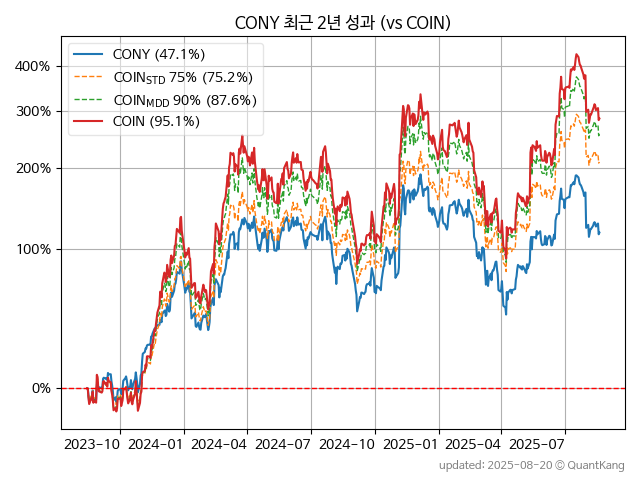 CONY 최근 2년 성과 (vs COIN)
CONY (47.1%)
COIN_STD 75% (75.2%)
COIN_MDD 90% (87.6%)
COIN (95.1%)
400%
300%
200%
100%
0%
2023-10 2024-01 2024-04 2024-07 2024-10 2025-01 2025-04 2025-07
updated: 2025-08-20 © QuantKang